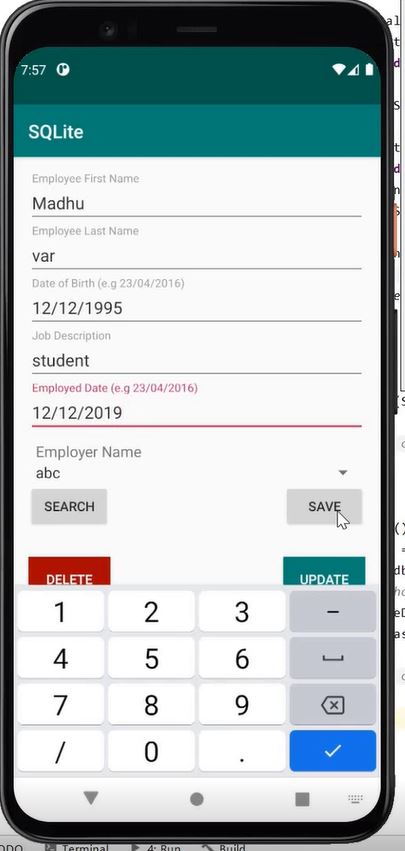 7:57
SQLite
Employee First Name
Madhu
Employee Last Name
var
Date of Birth (e.g 23/04/2016)
12/12/1995
Job Description
student
Employed Date (e.g 23/04/2016)
12/12/2019
Employer Name
abc
SEARCH SAVE
DELETE UPDATE
1 2 3 –
4 5 6
7 8 9
/ 0 .
Terminal 4: Run Build